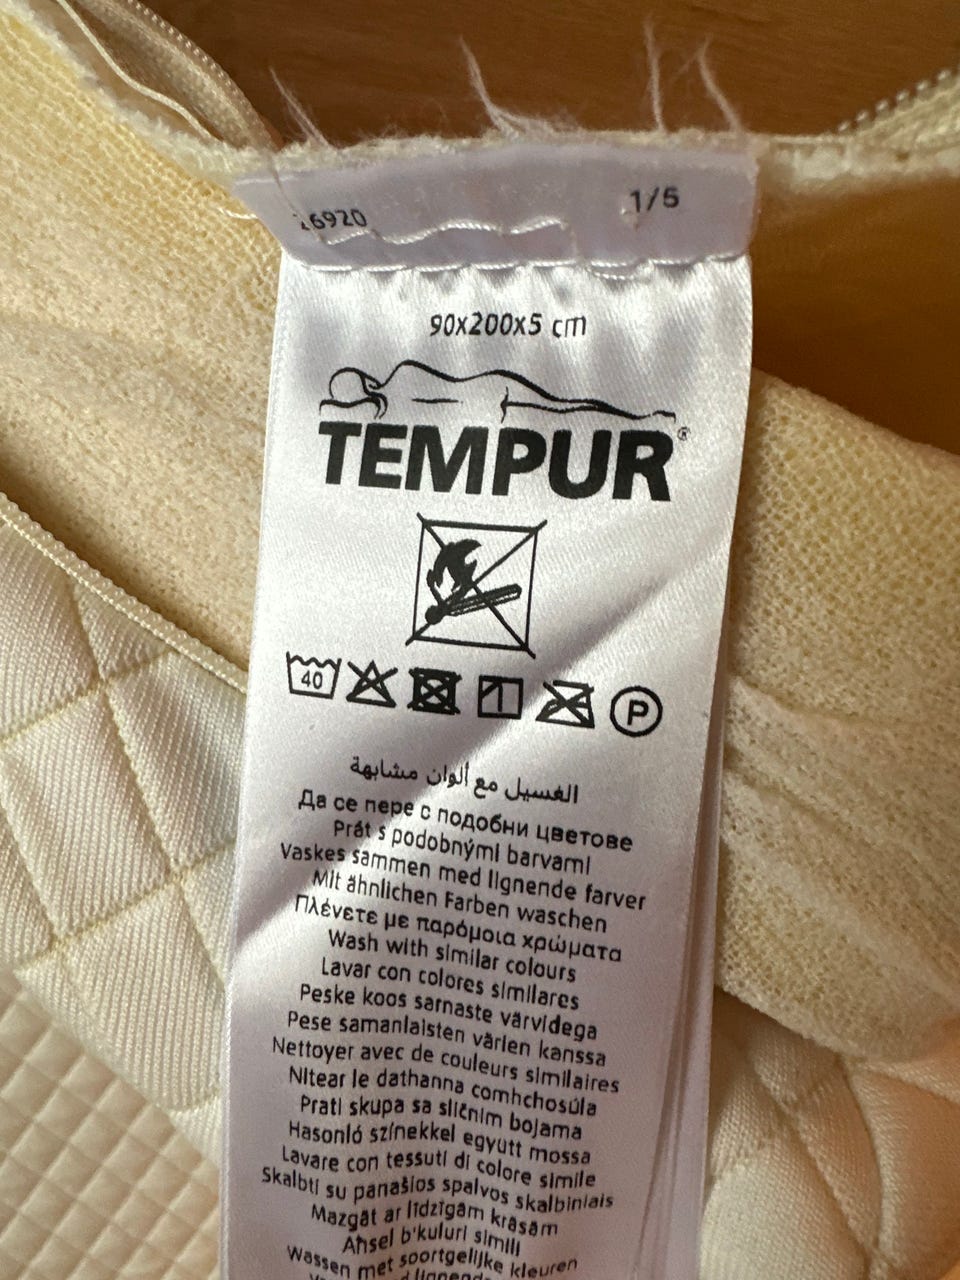 6920
1/5
90x200x5 cm
TEMPUR®
40
P
الغسيل مع ألوان مشابهة
Да се пере с подобни цветове
Prát s podobnými barvami
Vaskes sammen med lignende farver
Mit ähnlichen Farben waschen
Πλένετε με παρόμοια χρώματα
Wash with similar colours
Lavar con colores similares
Peske koos sarnaste värvidega
Pese samanlaisten värien kanssa
Nettoyer avec de couleurs similaires
Nitear le dathanna comhchosúla
Prati skupa sa sličnim bojama
Hasonló színekkel együtt mossa
Lavare con tessuti di colore simile
Skalbti su panašios spalvos skalbiniais
Mazgāt ar līdzīgām krāsām
Aħsel b'kuluri simili
Wassen met soortgelijke kleuren